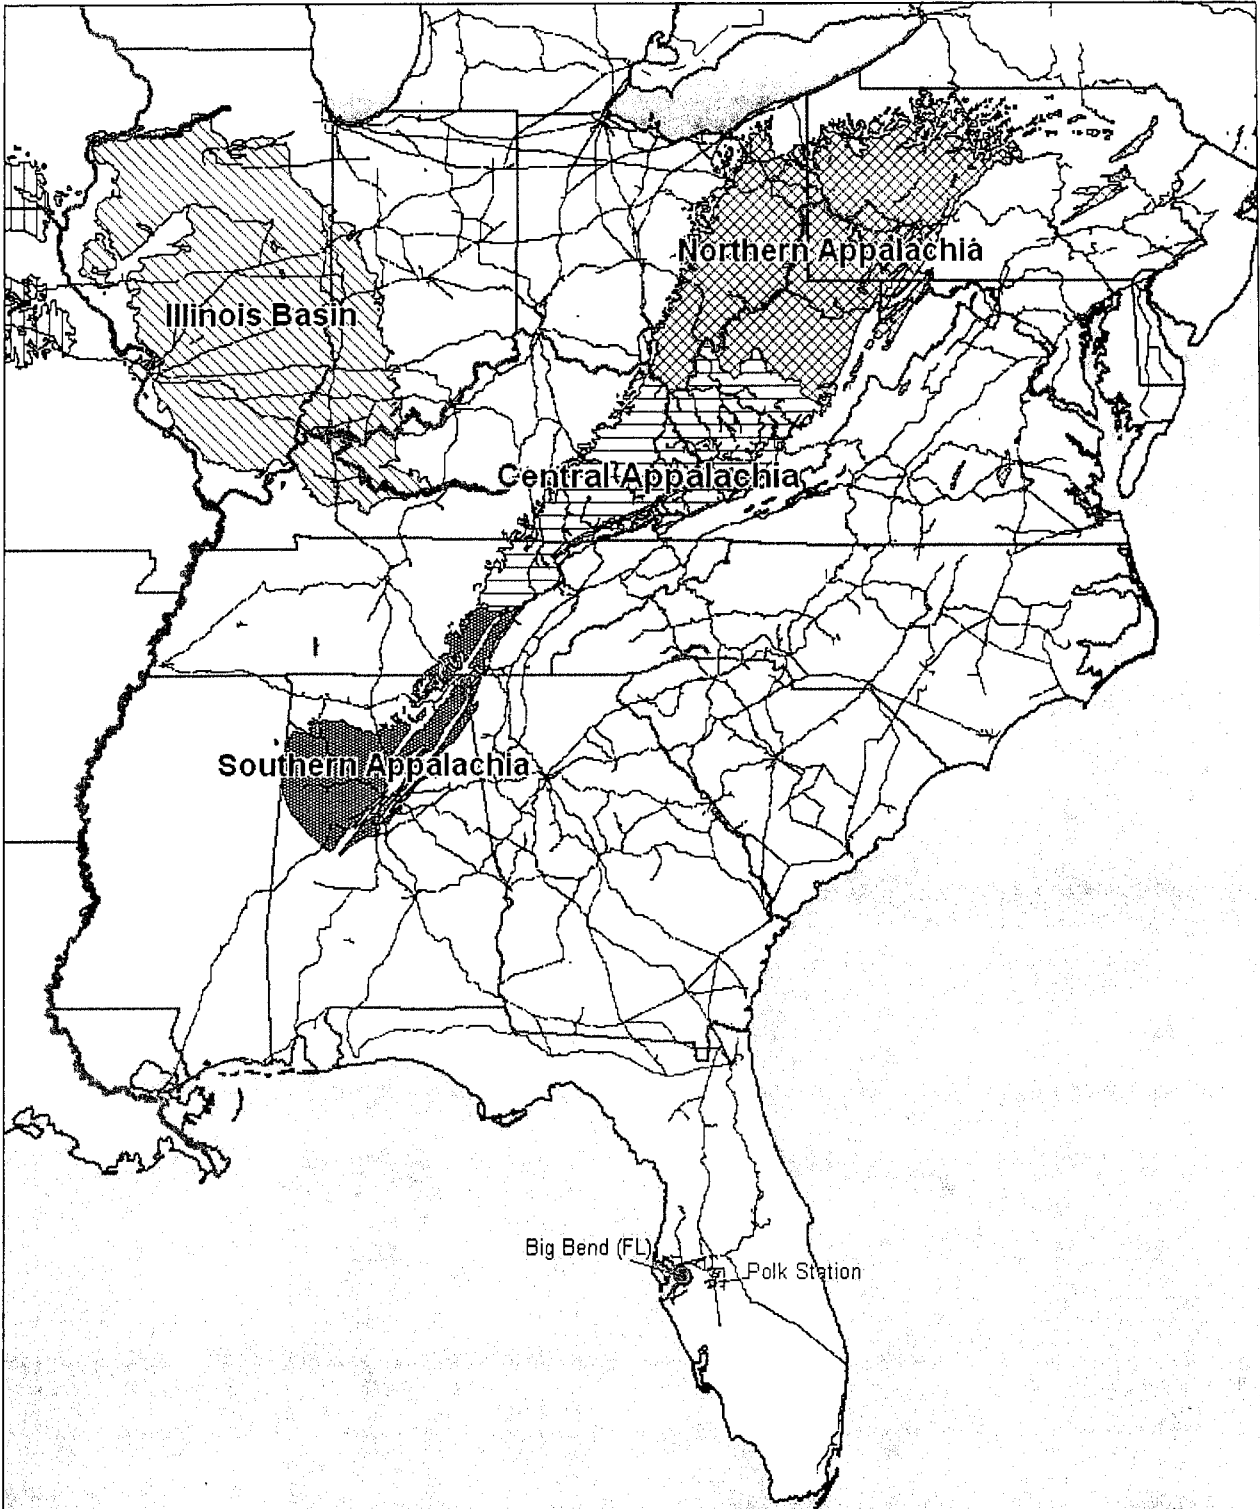 Northern Appalachia
Illinois Basin
Central Appalachia
Southern Appalachia
Big Bend (FL)
Polk Station